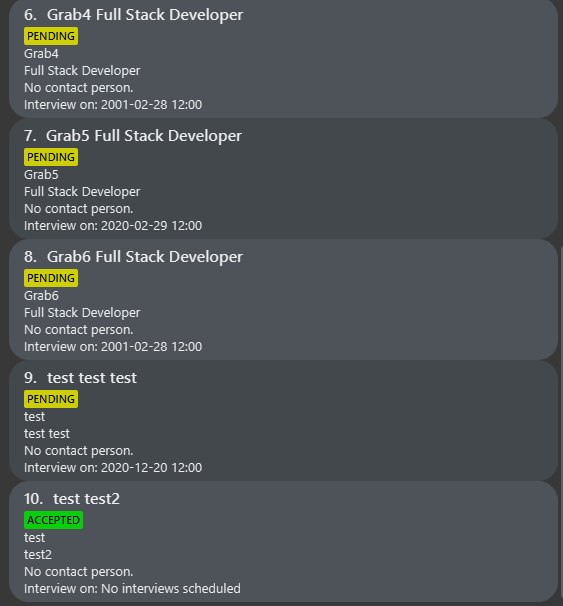 6. Grab4 Full Stack Developer
PENDING
Grab4
Full Stack Developer
No contact person.
Interview on: 2001-02-28 12:00
7. Grab5 Full Stack Developer
PENDING
Grab5
Full Stack Developer
No contact person.
Interview on: 2020-02-29 12:00
8. Grab6 Full Stack Developer
PENDING
Grab6
Full Stack Developer
No contact person.
Interview on: 2001-02-28 12:00
9. test test test
PENDING
test
test test
No contact person.
Interview on: 2020-12-20 12:00
10. test test2
ACCEPTED
test
test2
No contact person.
Interview on: No interviews scheduled